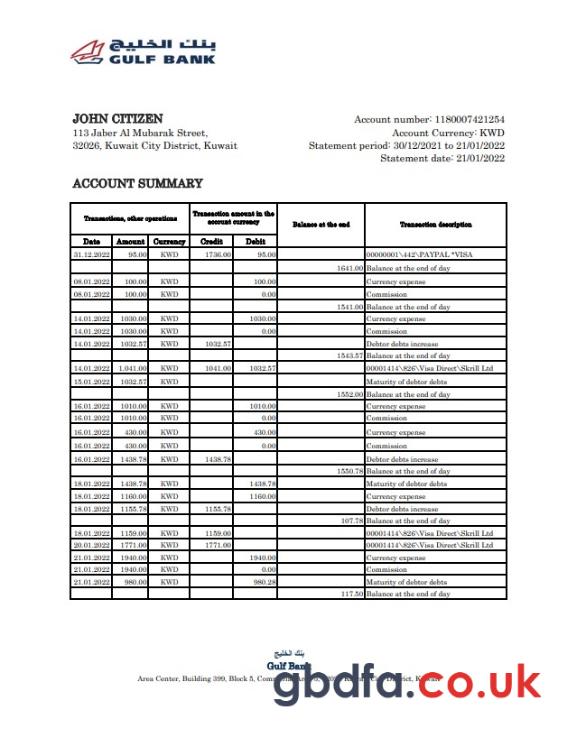 بنك الخليج
GULF BANK
JOHN CITIZEN
113 Jaber Al Mubarak Street,
32026, Kuwait City District, Kuwait
Account number: 1180007421254
Account Currency: KWD
Statement period: 30/12/2021 to 21/01/2022
Statement date: 21/01/2022
ACCOUNT SUMMARY
Transactions, other operations Transaction amount in the account currency Balance at the end Transaction description
Date Amount Currency Credit Debit
31.12.2022 95.00 KWD 1736.00 95.00 00000001\442\PAYPAL *VISA
1641.00 Balance at the end of day
08.01.2022 100.00 KWD 100.00 Currency expense
08.01.2022 100.00 KWD 0.00 Commission
1541.00 Balance at the end of day
14.01.2022 1030.00 KWD 1030.00 Currency expense
14.01.2022 1030.00 KWD 0.00 Commission
14.01.2022 1032.57 KWD 1032.57 Debtor debts increase
1543.57 Balance at the end of day
14.01.2022 1.041.00 KWD 1041.00 1032.57 00001414\826\Visa Direct\Skrill Ltd
15.01.2022 1032.57 KWD Maturity of debtor debts
1552.00 Balance at the end of day
16.01.2022 1010.00 KWD 1010.00 Currency expense
16.01.2022 1010.00 KWD 0.00 Commission
16.01.2022 430.00 KWD 430.00 Currency expense
16.01.2022 430.00 KWD 0.00 Commission
16.01.2022 1438.78 KWD 1438.78 Debtor debts increase
1550.78 Balance at the end of day
18.01.2022 1438.78 KWD 1438.78 Maturity of debtor debts
18.01.2022 1160.00 KWD 1160.00 Currency expense
18.01.2022 1155.78 KWD 1155.78 Debtor debts increase
107.78 Balance at the end of day
18.01.2022 1159.00 KWD 1159.00 00001414\826\Visa Direct\Skrill Ltd
20.01.2022 1771.00 KWD 1771.00 00001414\826\Visa Direct\Skrill Ltd
21.01.2022 1940.00 KWD 1940.00 Currency expense
21.01.2022 1940.00 KWD 0.00 Commission
21.01.2022 980.00 KWD 980.28 Maturity of debtor debts
117.50 Balance at the end of day
بنك الخليج
Gulf Bank
Area Center, Building 399, Block 5, City District, Kuwait
gbdfa.co.uk